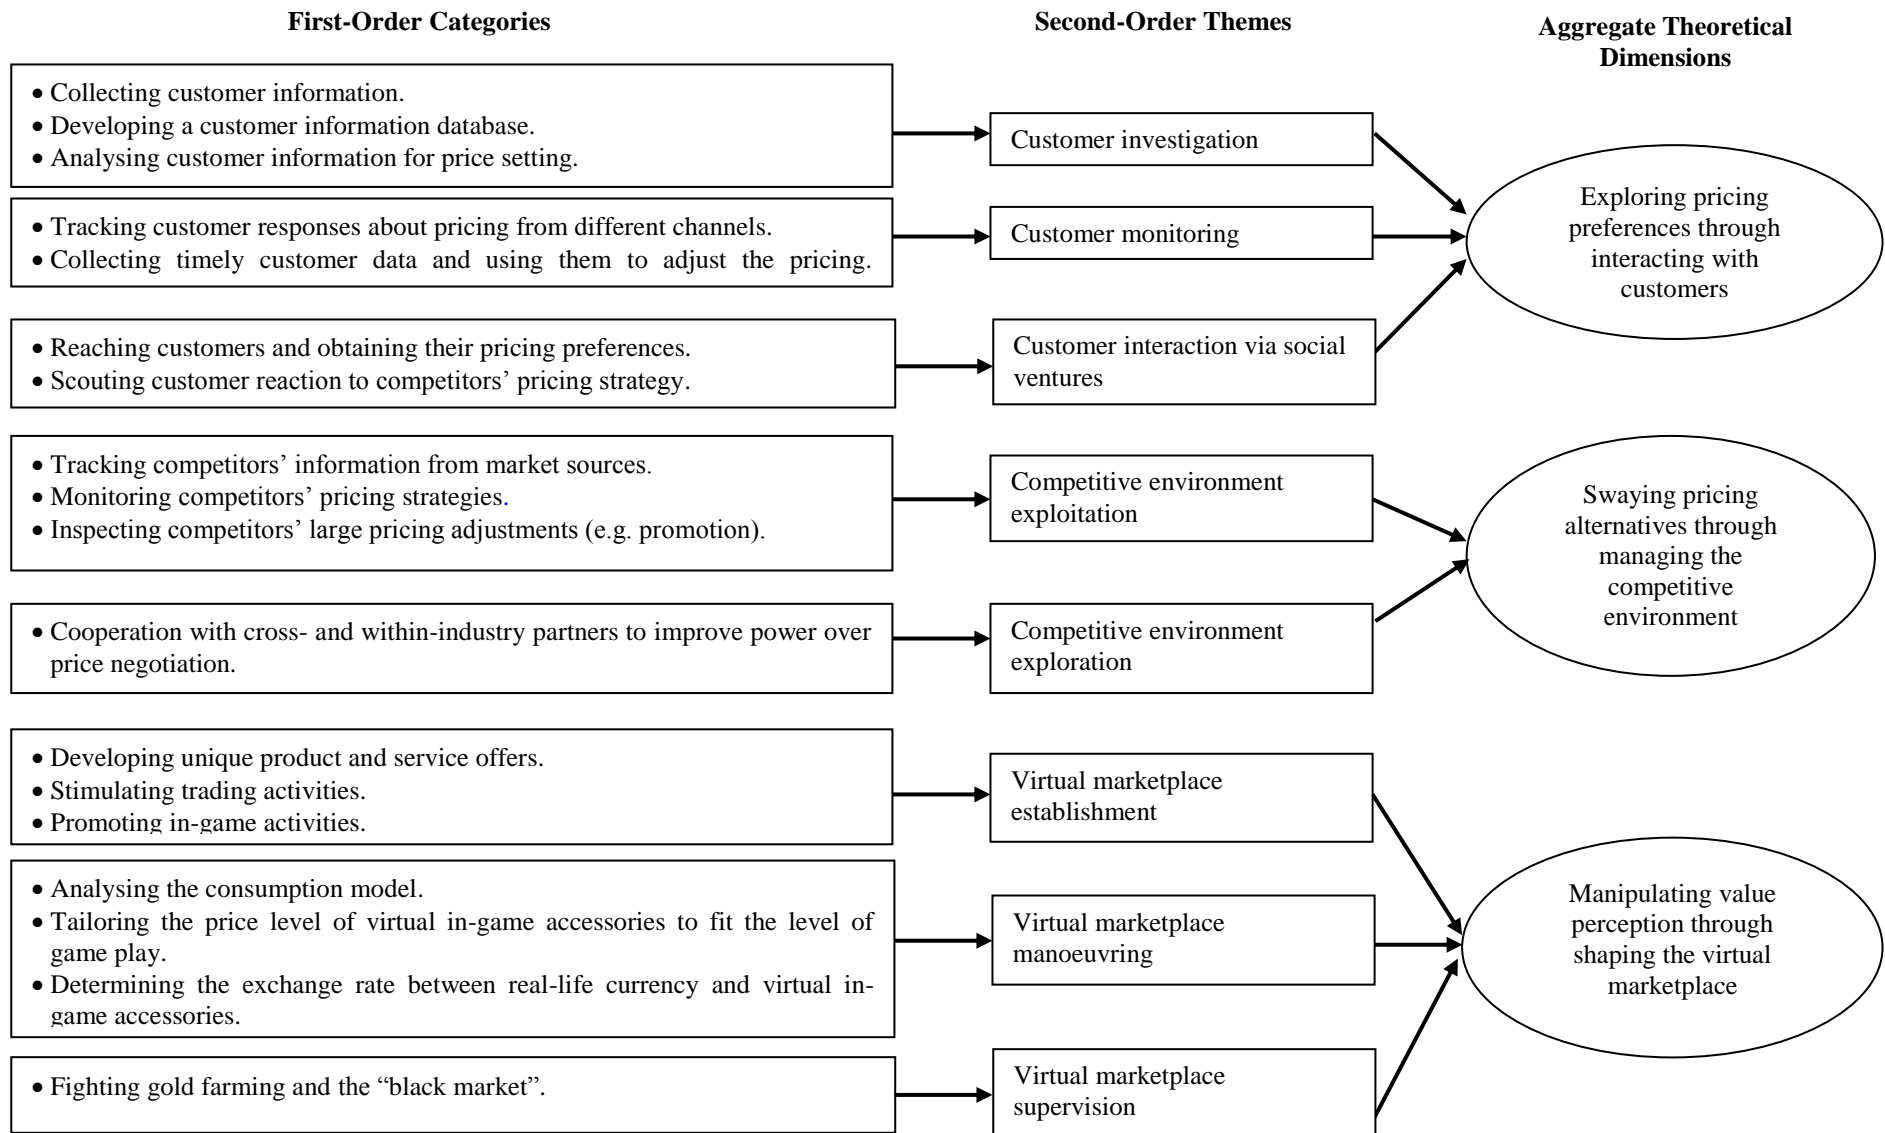 First-Order Categories
Second-Order Themes
Aggregate Theoretical
Dimensions
• Collecting customer information.
• Developing a customer information database.
• Analysing customer information for price setting.
Customer investigation
• Tracking customer responses about pricing from different channels.
• Collecting timely customer data and using them to adjust the pricing.
Customer monitoring
• Reaching customers and obtaining their pricing preferences.
• Scouting customer reaction to competitors’ pricing strategy.
Customer interaction via social
ventures
Exploring pricing
preferences through
interacting with
customers
• Tracking competitors’ information from market sources.
• Monitoring competitors’ pricing strategies.
• Inspecting competitors’ large pricing adjustments (e.g. promotion).
Competitive environment
exploitation
• Cooperation with cross- and within-industry partners to improve power over
price negotiation.
Competitive environment
exploration
Swaying pricing
alternatives through
managing the
competitive
environment
• Developing unique product and service offers.
• Stimulating trading activities.
• Promoting in-game activities.
Virtual marketplace
establishment
• Analysing the consumption model.
• Tailoring the price level of virtual in-game accessories to fit the level of
game play.
• Determining the exchange rate between real-life currency and virtual in-
game accessories.
Virtual marketplace
manoeuvring
• Fighting gold farming and the “black market”.
Virtual marketplace
supervision
Manipulating value
perception through
shaping the virtual
marketplace